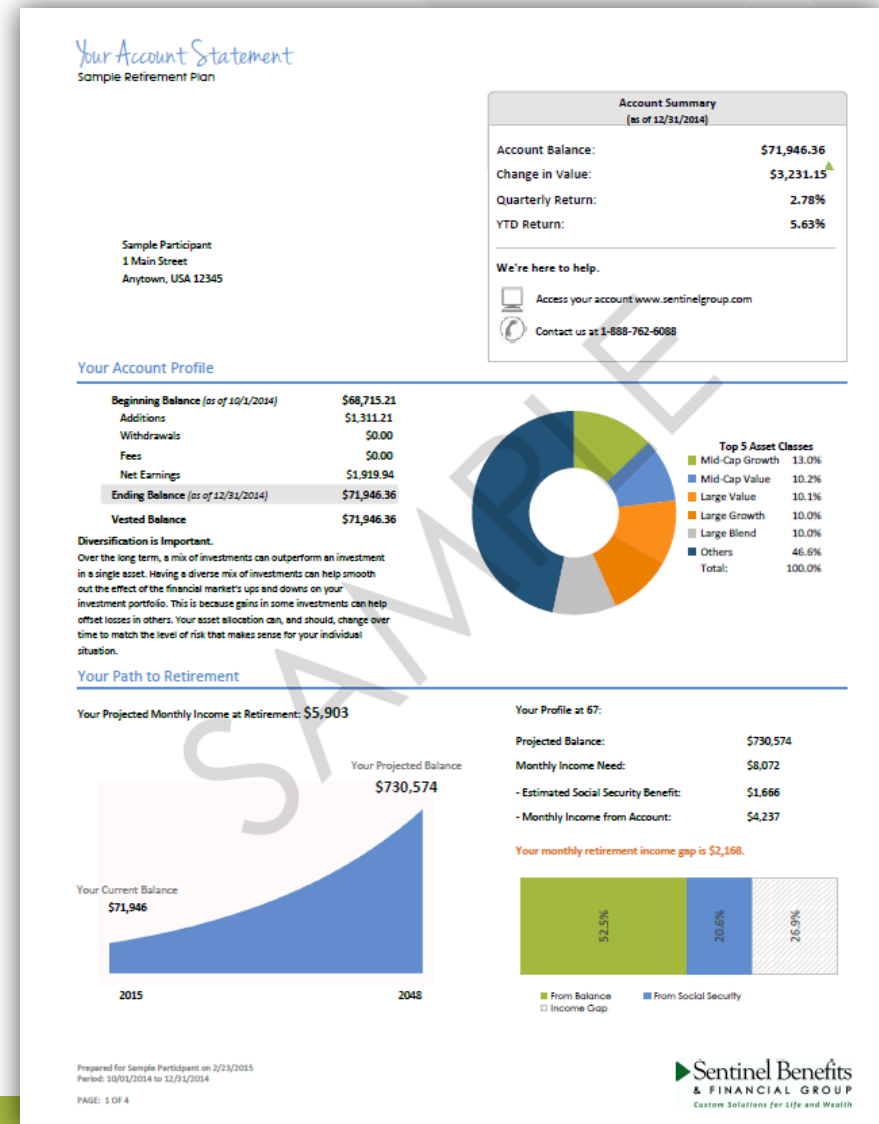 Your Account Statement
Sample Retirement Plan
Account Summary
(as of 12/31/2014)
Account Balance: $71,946.36
Change in Value: $3,231.15
Quarterly Return: 2.78%
YTD Return: 5.63%
Sample Participant
1 Main Street
Anytown, USA 12345
We're here to help.
Access your account www.sentinelgroup.com
Contact us at 1-888-762-6088
Your Account Profile
Beginning Balance (as of 10/1/2014) $68,715.21
Additions $1,311.21
Withdrawals $0.00
Fees $0.00
Net Earnings $1,919.94
Ending Balance (as of 12/31/2014) $71,946.36
Vested Balance $71,946.36
Top 5 Asset Classes
Mid-Cap Growth 13.0%
Mid-Cap Value 10.2%
Large Value 10.1%
Large Growth 10.0%
Large Blend 10.0%
Others 46.6%
Total: 100.0%
Diversification is Important.
Over the long term, a mix of investments can outperform an investment
in a single asset. Having a diverse mix of investments can help smooth
out the effect of the financial market's ups and downs on your
investment portfolio. This is because gains in some investments can help
offset losses in others. Your asset allocation can, and should, change over
time to match the level of risk that makes sense for your individual
situation.
Your Path to Retirement
Your Projected Monthly Income at Retirement: $5,903
Your Projected Balance
$730,574
Your Current Balance
$71,946
2015 2048
Your Profile at 67:
Projected Balance: $730,574
Monthly Income Need: $8,072
- Estimated Social Security Benefit: $1,666
- Monthly Income from Account: $4,237
Your monthly retirement income gap is $2,168.
52.5% 20.6% 26.9%
From Balance From Social Security
Income Gap
SAMPLE
Prepared for Sample Participant on 2/23/2015
Period: 10/01/2014 to 12/31/2014
PAGE: 1 OF 4
Sentinel Benefits
& FINANCIAL GROUP
Custom Solutions for Life and Wealth